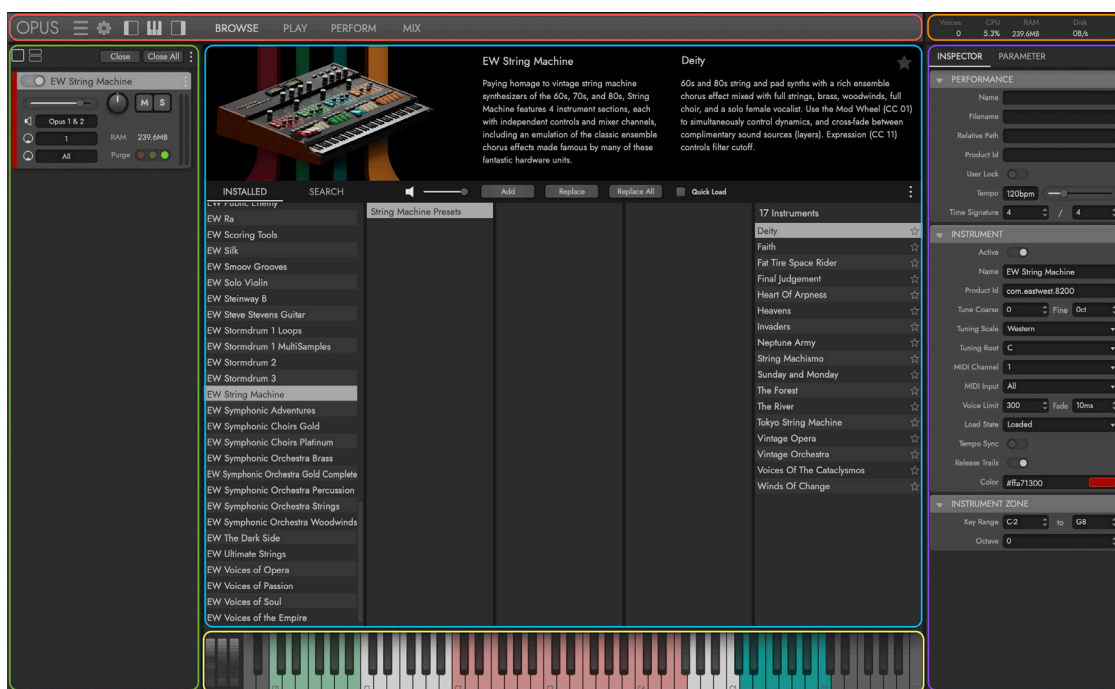 OPUS
BROWSE PLAY PERFORM MIX
Voices CPU RAM Disk
0 5.3% 239.6MB 0B/s
Close Close All
EW String Machine
M S
Opus 1 & 2
1 RAM 239.6MB
All Purge
EW String Machine
Paying homage to vintage string machine
synthesizers of the 60s, 70s, and 80s, String
Machine features 4 instrument sections, each
with independent controls and mixer channels,
including an emulation of the classic ensemble
chorus effects made famous by many of these
fantastic hardware units.
Deity
60s and 80s string and pad synths with a rich ensemble
chorus effect mixed with full strings, brass, woodwinds, full
choir, and a solo female vocalist. Use the Mod Wheel (CC 01)
to simultaneously control dynamics, and cross-fade between
complimentary sound sources (layers). Expression (CC 11)
controls filter cutoff.
INSTALLED SEARCH Add Replace Replace All Quick Load
EW Public Enemy
EW Ra
EW Scoring Tools
EW Silk
EW Smoov Grooves
EW Solo Violin
EW Steinway B
EW Steve Stevens Guitar
EW Stormdrum 1 Loops
EW Stormdrum 1 MultiSamples
EW Stormdrum 2
EW Stormdrum 3
EW String Machine
EW Symphonic Adventures
EW Symphonic Choirs Gold
EW Symphonic Choirs Platinum
EW Symphonic Orchestra Brass
EW Symphonic Orchestra Gold Complete
EW Symphonic Orchestra Percussion
EW Symphonic Orchestra Strings
EW Symphonic Orchestra Woodwinds
EW The Dark Side
EW Ultimate Strings
EW Voices of Opera
EW Voices of Passion
EW Voices of Soul
EW Voices of the Empire
String Machine Presets
17 Instruments
Deity
Faith
Fat Tire Space Rider
Final Judgement
Heart Of Arpness
Heavens
Invaders
Neptune Army
String Machismo
Sunday and Monday
The Forest
The River
Tokyo String Machine
Vintage Opera
Vintage Orchestra
Voices Of The Cataclysmos
Winds Of Change
INSPECTOR PARAMETER
PERFORMANCE
Name
Filename
Relative Path
Product Id
User Lock
Tempo 120bpm
Time Signature 4 / 4
INSTRUMENT
Active
Name EW String Machine
Product Id com.eastwest.8200
Tune Coarse 0 Fine 0ct
Tuning Scale Western
Tuning Root C
MIDI Channel 1
MIDI Input All
Voice Limit 300 Fade 10ms
Load State Loaded
Tempo Sync
Release Trails
Color #ffa71300
INSTRUMENT ZONE
Key Range C-2 to G8
Octave 0